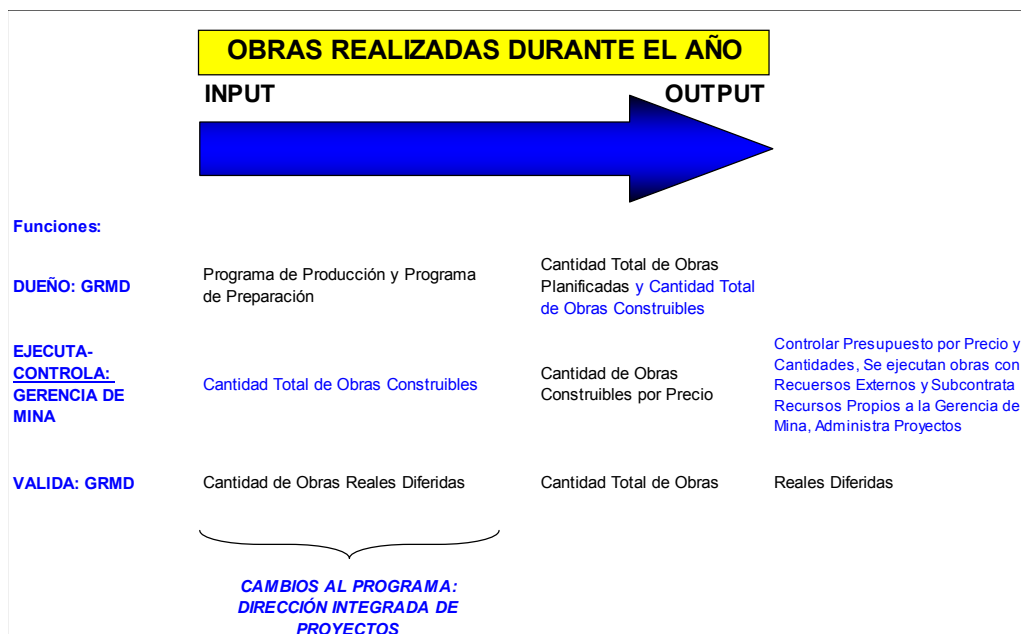 OBRAS REALIZADAS DURANTE EL AÑO
INPUT
OUTPUT
Funciones:
DUEÑO: GRMD
Programa de Producción y Programa
de Preparación
Cantidad Total de Obras
Planificadas y Cantidad Total
de Obras Construibles
EJECUTA-
CONTROLA:
GERENCIA DE
MINA
Cantidad Total de Obras Construibles
Cantidad de Obras
Construibles por Precio
Controlar Presupuesto por Precio y
Cantidades, Se ejecutan obras con
Recuersos Externos y Subcontrata
Recursos Propios a la Gerencia de
Mina, Administra Proyectos
VALIDA: GRMD
Cantidad de Obras Reales Diferidas
Cantidad Total de Obras
Reales Diferidas
CAMBIOS AL PROGRAMA:
DIRECCIÓN INTEGRADA DE
PROYECTOS